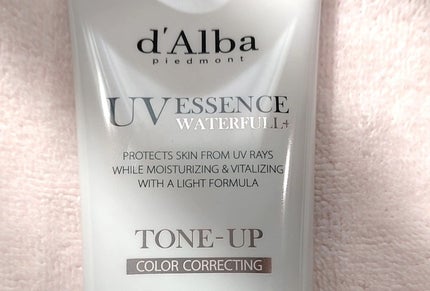 d'Alba
piedmont
UV ESSENCE
WATERFULL+
PROTECTS SKIN FROM UV RAYS
WHILE MOISTURIZING & VITALIZING
WITH A LIGHT FORMULA
TONE-UP
COLOR CORRECTING